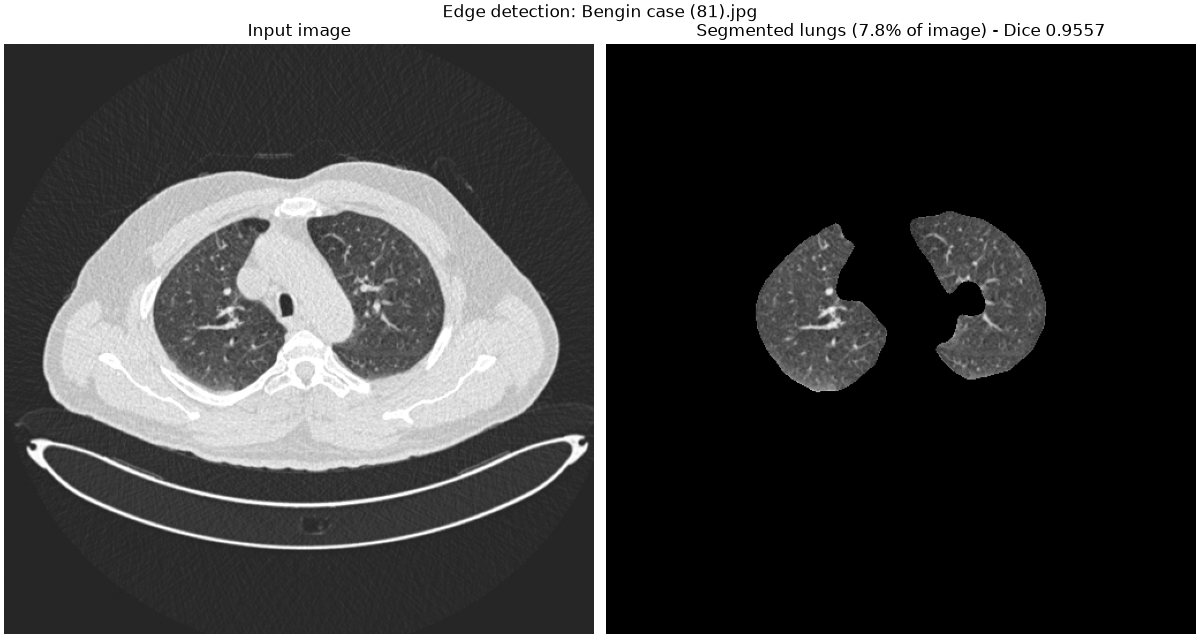 Edge detection: Bengin case (81).jpg
Input image
Segmented lungs (7.8% of image) - Dice 0.9557